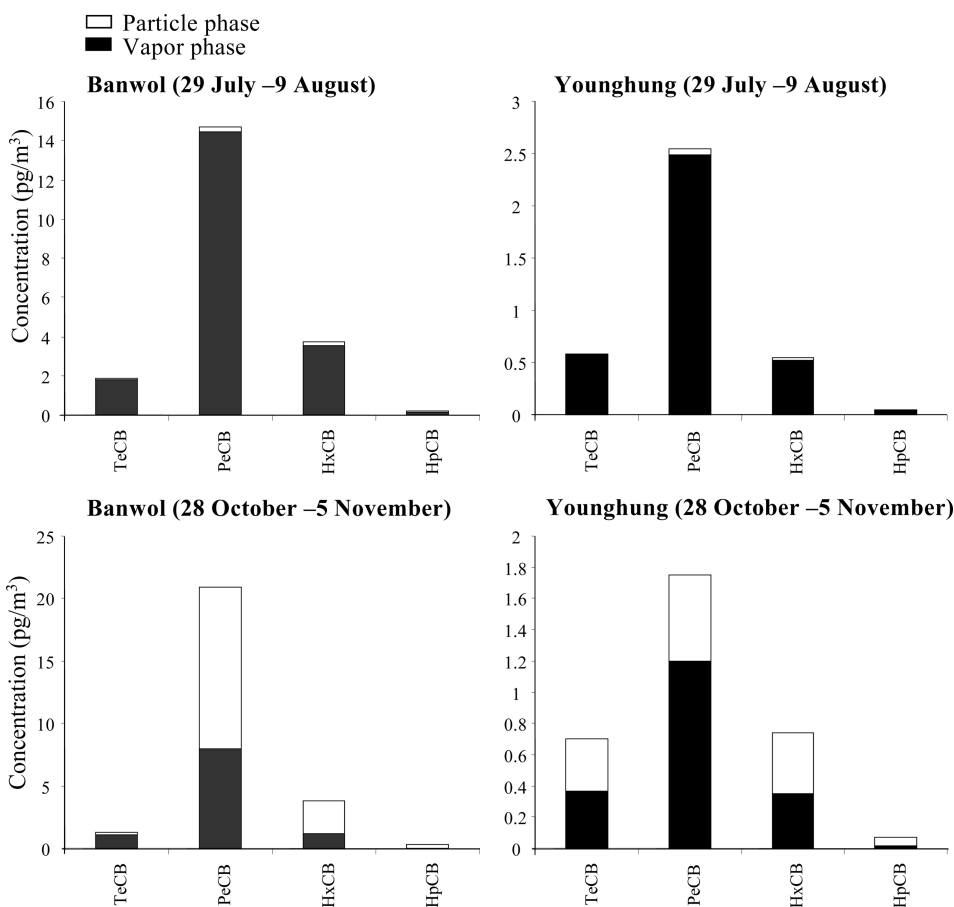 Particle phase
Vapor phase
Banwol (29 July –9 August)
Concentration (pg/m³)
16
14
12
10
8
6
4
2
0
TeCB
PeCB
HxCB
HpCB
Younghung (29 July –9 August)
3
2.5
2
1.5
1
0.5
0
TeCB
PeCB
HxCB
HpCB
Banwol (28 October –5 November)
Concentration (pg/m³)
25
20
15
10
5
0
TeCB
PeCB
HxCB
HpCB
Younghung (28 October –5 November)
2
1.8
1.6
1.4
1.2
1
0.8
0.6
0.4
0.2
0
TeCB
PeCB
HxCB
HpCB